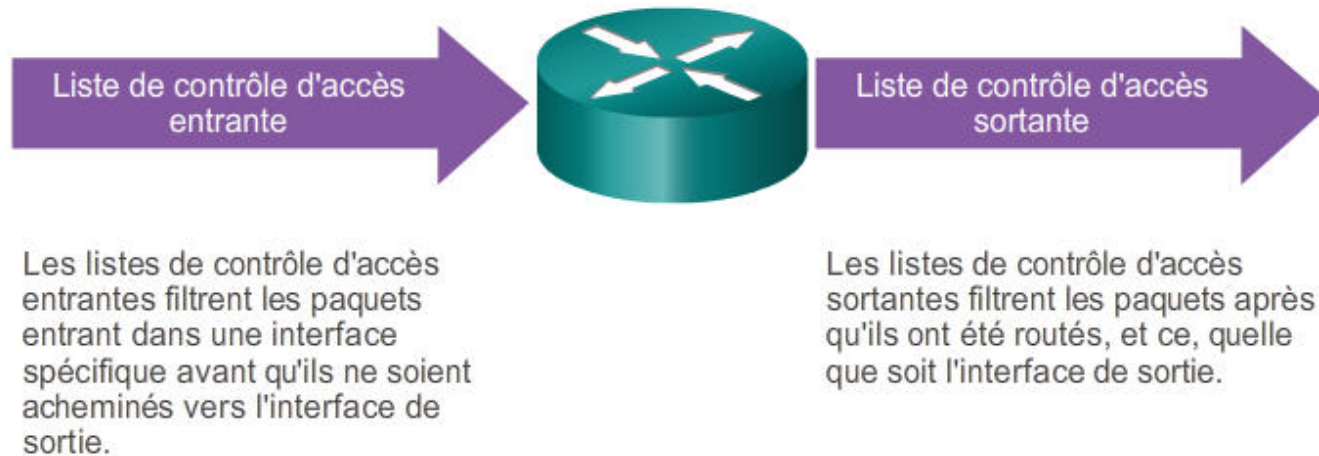 Liste de contrôle d'accès
entrante
Liste de contrôle d'accès
sortante
Les listes de contrôle d'accès
entrantes filtrent les paquets
entrant dans une interface
spécifique avant qu'ils ne soient
acheminés vers l'interface de
sortie.
Les listes de contrôle d'accès
sortantes filtrent les paquets après
qu'ils ont été routés, et ce, quelle
que soit l'interface de sortie.